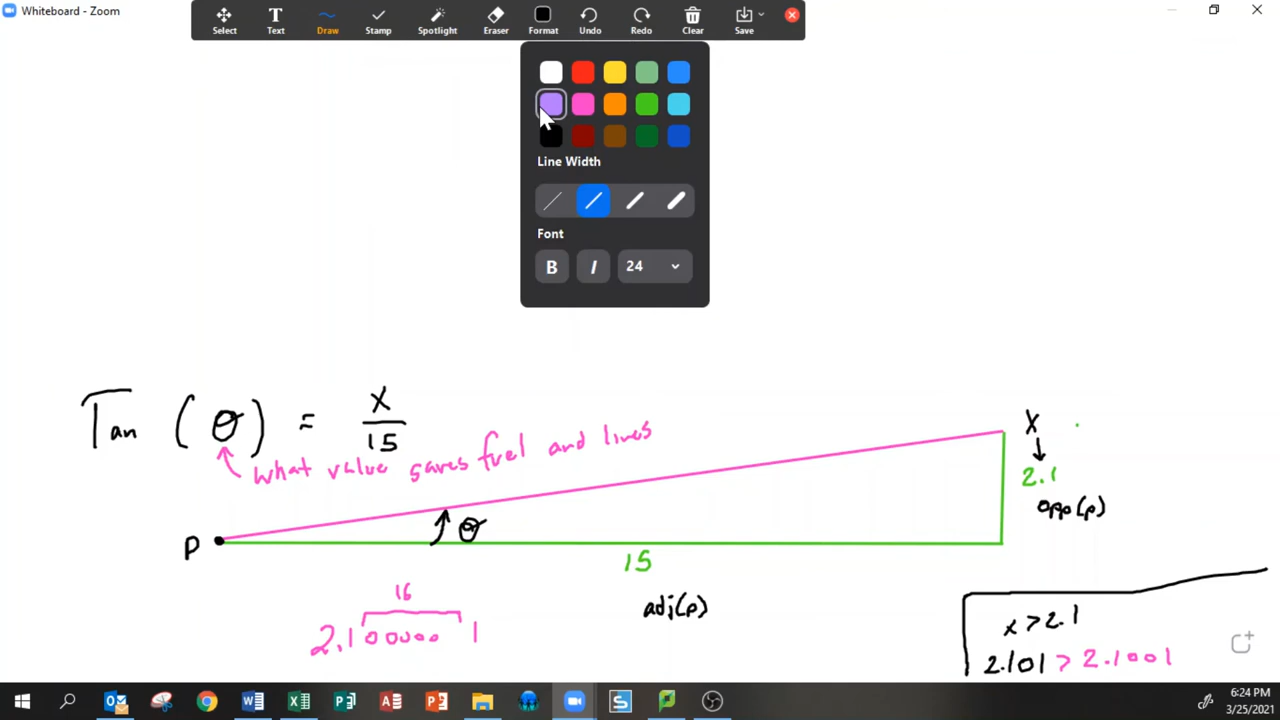 Whiteboard - Zoom
Select
Text
Draw
Stamp
Spotlight
Eraser
Format
Undo
Redo
Clear
Save
Line Width
Font
B
I
24
Tan (θ) = x/15
What value saves fuel and lives
x
2.1
opp(p)
P
θ
15
adj(p)
16
2.100000 1
x > 2.1
2.101 > 2.1001
6:24 PM
3/25/2021